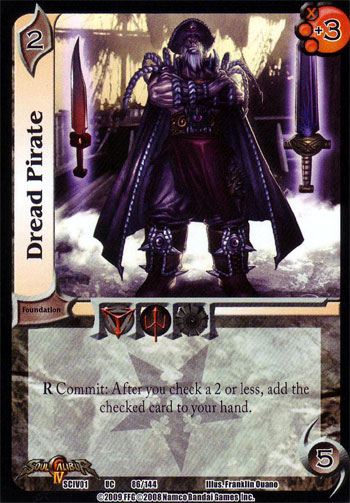 2
X
+3
Dread Pirate
Foundation
R Commit: After you check a 2 or less, add the
checked card to your hand.
5
SOULCALIBUR
IV
SCIV01 UC 86/144 Illus. Franklin Ouano
©2009 FFG ©2008 Namco Bandai Games Inc.